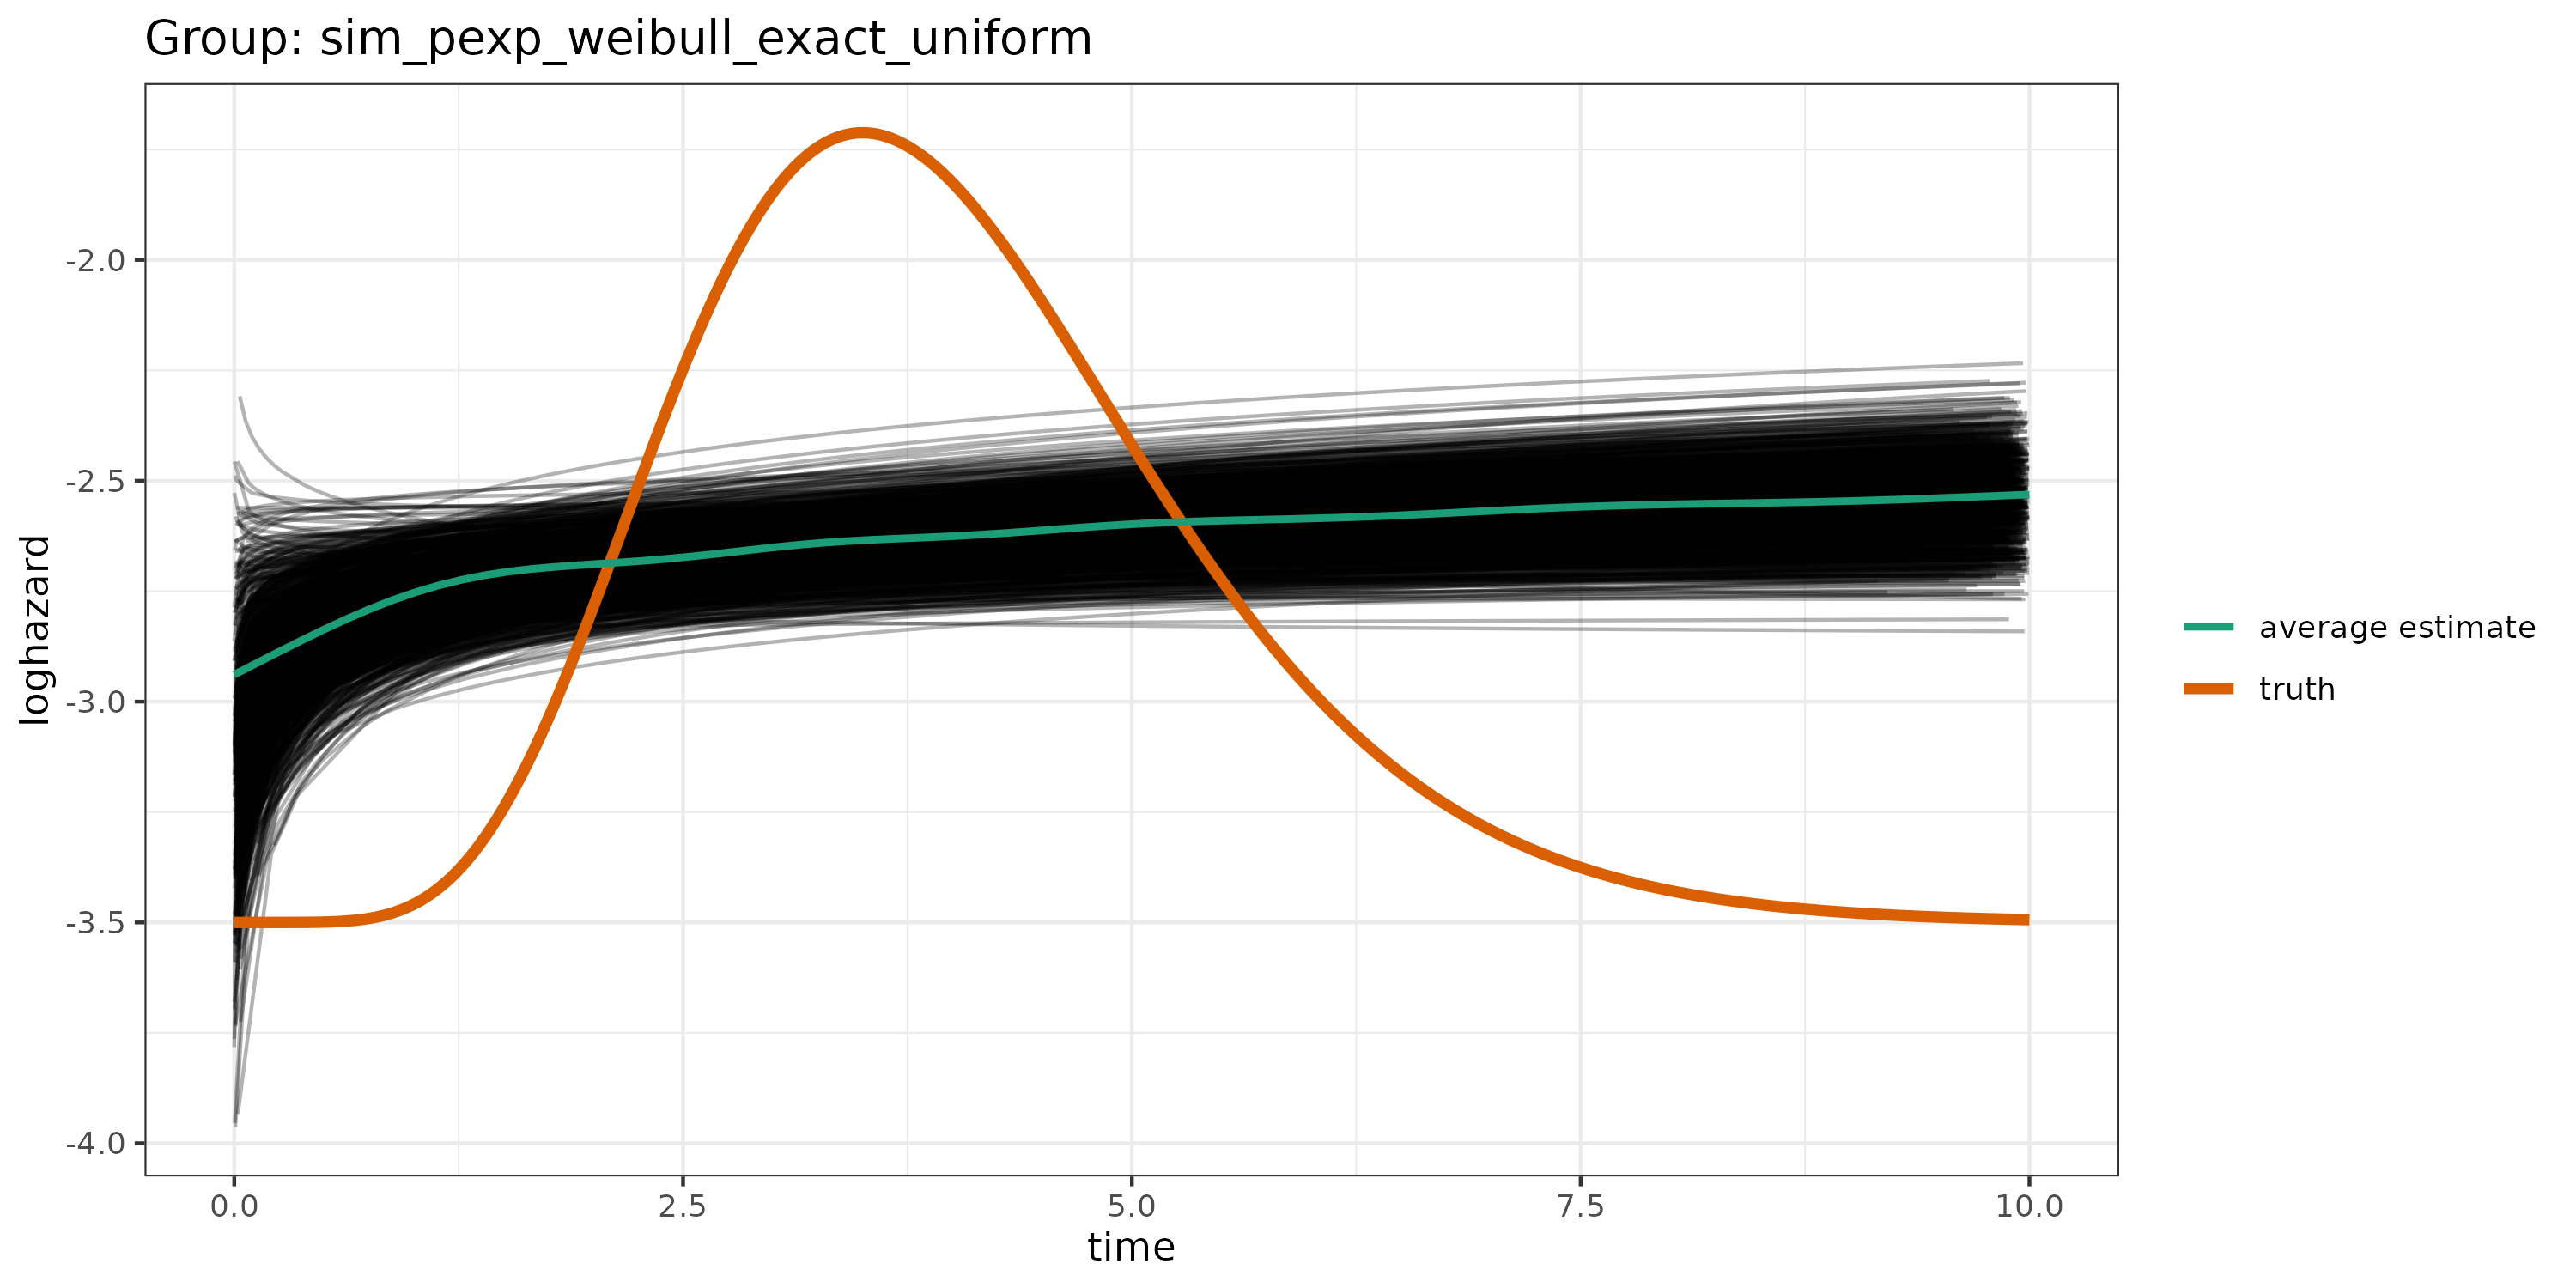 Group: sim_pexp_weibull_exact_uniform
loghazard
-2.0
-2.5
-3.0
-3.5
-4.0
0.0
2.5
5.0
7.5
10.0
time
average estimate
truth